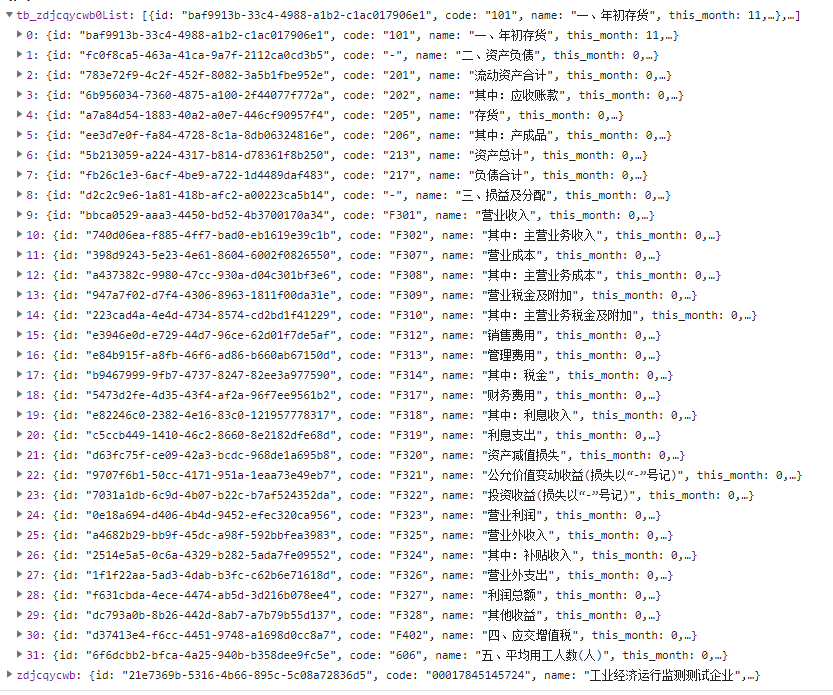 tb_zdjcqycwb0List: [{id: "baf9913b-33c4-4988-a1b2-c1ac017906e1", code: "101", name: "一、年初存货", this_month: 11,…},…]
0: {id: "baf9913b-33c4-4988-a1b2-c1ac017906e1", code: "101", name: "一、年初存货", this_month: 11,…}
1: {id: "fc0f8ca5-463a-41ca-9a7f-2112ca0cd3b5", code: "-", name: "二、资产负债", this_month: 0,…}
2: {id: "783e72f9-4c2f-452f-8082-3a5b1fbe952e", code: "201", name: "流动资产合计", this_month: 0,…}
3: {id: "6b956034-7360-4875-a100-2f44077f772a", code: "202", name: "其中: 应收账款", this_month: 0,…}
4: {id: "a7a84d54-1883-40a2-a0e7-446cf90957f4", code: "205", name: "存货", this_month: 0,…}
5: {id: "ee3d7e0f-fa84-4728-8c1a-8db06324816e", code: "206", name: "其中: 产成品", this_month: 0,…}
6: {id: "5b213059-a224-4317-b814-d78361f8b250", code: "213", name: "资产总计", this_month: 0,…}
7: {id: "fb26c1e3-6acf-4be9-a722-1d4489daf483", code: "217", name: "负债合计", this_month: 0,…}
8: {id: "d2c2c9e6-1a81-418b-afc2-a00223ca5b14", code: "-", name: "三、损益及分配", this_month: 0,…}
9: {id: "bbca0529-aaa3-4450-bd52-4b3700170a34", code: "F301", name: "营业收入", this_month: 0,…}
10: {id: "740d06ea-f885-4ff7-bad0-eb1619e39c1b", code: "F302", name: "其中: 主营业务收入", this_month: 0,…}
11: {id: "398d9243-5e23-4e61-8604-6002f0826550", code: "F307", name: "营业成本", this_month: 0,…}
12: {id: "a437382c-9980-47cc-930a-d04c301bf3e6", code: "F308", name: "其中: 主营业务成本", this_month: 0,…}
13: {id: "947a7f02-d7f4-4306-8963-1811f00da31e", code: "F309", name: "营业税金及附加", this_month: 0,…}
14: {id: "223cad4a-4e4d-4734-8574-cd2bd1f41229", code: "F310", name: "其中: 主营业务税金及附加", this_month: 0,…}
15: {id: "e3946e0d-e729-44d7-96ce-62d01f7de5af", code: "F312", name: "销售费用", this_month: 0,…}
16: {id: "e84b915f-a8fb-46f6-ad86-b660ab67150d", code: "F313", name: "管理费用", this_month: 0,…}
17: {id: "b9467999-9fb7-4737-8247-82ee3a977590", code: "F314", name: "其中: 税金", this_month: 0,…}
18: {id: "5473d2fe-4d35-43f4-af2a-96f7ee9561b2", code: "F317", name: "财务费用", this_month: 0,…}
19: {id: "e82246c0-2382-4e16-83c0-121957778317", code: "F318", name: "其中: 利息收入", this_month: 0,…}
20: {id: "c5ccb449-1410-46c2-8660-8e2182dfe68d", code: "F319", name: "利息支出", this_month: 0,…}
21: {id: "d63fc75f-ce09-42a3-bcdc-968de1a695b8", code: "F320", name: "资产减值损失", this_month: 0,…}
22: {id: "9707f6b1-50cc-4171-951a-1eaa73e49eb7", code: "F321", name: "公允价值变动收益(损失以“-”号记)", this_month: 0,…}
23: {id: "7031a1db-6c9d-4b07-b22c-b7af524352da", code: "F322", name: "投资收益(损失以“-”号记)", this_month: 0,…}
24: {id: "0e18a694-d406-4b4d-9452-efec320ca956", code: "F323", name: "营业利润", this_month: 0,…}
25: {id: "a4682b29-bb9f-45dc-a98f-592bbfea3983", code: "F325", name: "营业外收入", this_month: 0,…}
26: {id: "2514e5a5-0c6a-4329-b282-5ada7fe09552", code: "F324", name: "其中: 补贴收入", this_month: 0,…}
27: {id: "1f1f22aa-5ad3-4dab-b3fc-c62b6e71618d", code: "F326", name: "营业外支出", this_month: 0,…}
28: {id: "f631cbda-4ece-4474-ab5d-3d216b078ee4", code: "F327", name: "利润总额", this_month: 0,…}
29: {id: "dc793a0b-8b26-442d-8ab7-a7b79b55d137", code: "F328", name: "其他收益", this_month: 0,…}
30: {id: "d37413e4-f6cc-4451-9748-a1698d0cc8a7", code: "F402", name: "四、应交增值税", this_month: 0,…}
31: {id: "6f6dcbb2-bfca-4a25-940b-b358dee9fc5e", code: "606", name: "五、平均用工人数(人)", this_month: 0,…}
zdjcqycwb: {id: "21e7369b-5316-4b66-895c-5c08a72836d5", code: "00017845145724", name: "工业经济运行监测测试企业",…}